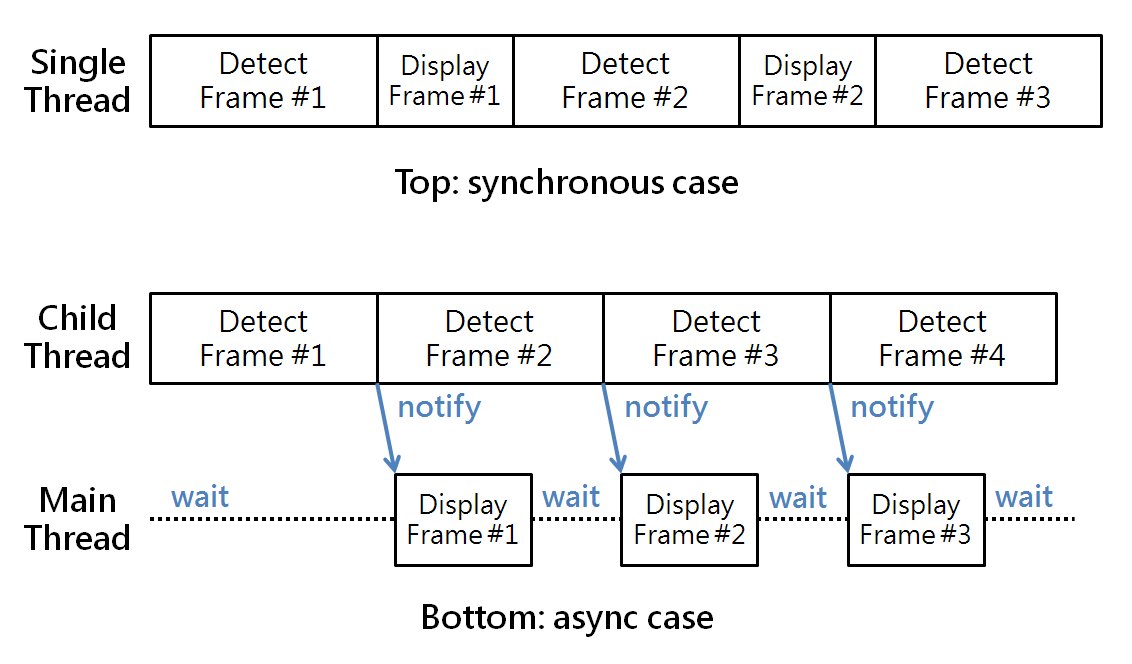 Single
Thread
Detect
Frame #1
Display
Frame #1
Detect
Frame #2
Display
Frame #2
Detect
Frame #3
Top: synchronous case
Child
Thread
Detect
Frame #1
Detect
Frame #2
Detect
Frame #3
Detect
Frame #4
notify
notify
notify
Main
Thread
wait
Display
Frame #1
wait
Display
Frame #2
wait
Display
Frame #3
wait
Bottom: async case